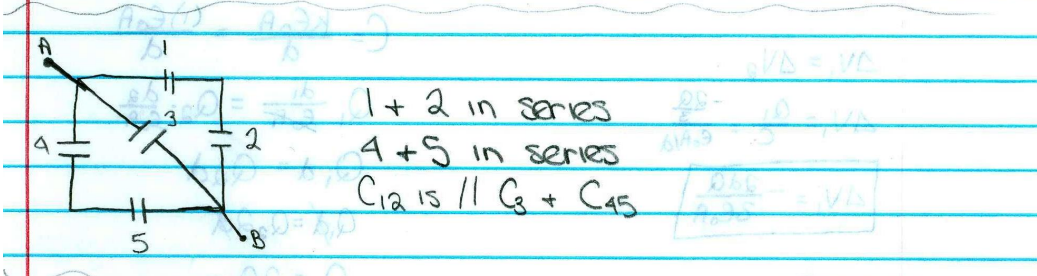 A
1
3
4
2
5
B
1 + 2 in series
4 + 5 in series
C12 is // C3 + C45